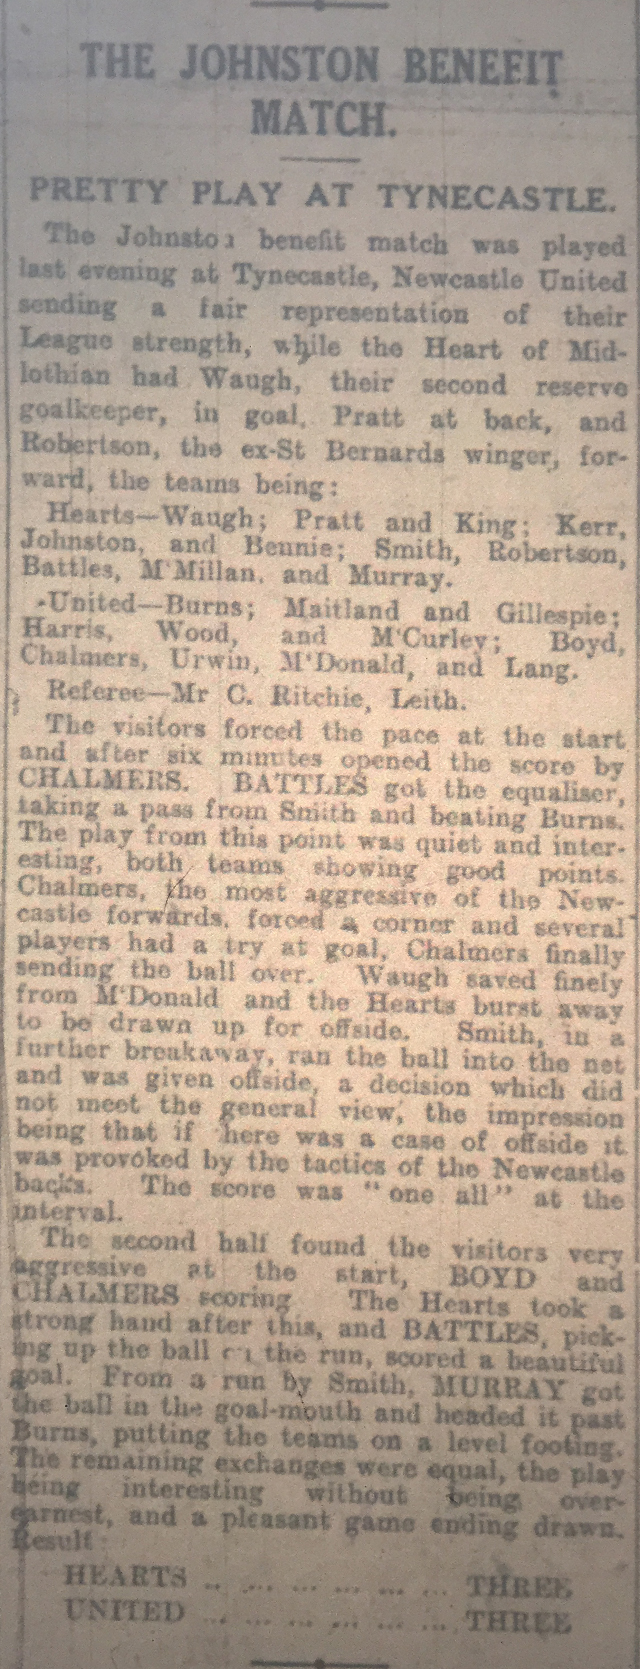 THE JOHNSTON BENEFIT
MATCH.
PRETTY PLAY AT TYNECASTLE.
The Johnston benefit match was played
last evening at Tynecastle, Newcastle United
sending a fair representation of their
League strength, while the Heart of Mid-
lothian had Waugh, their second reserve
goalkeeper, in goal, Pratt at back, and
Robertson, the ex-St Bernards winger, for-
ward, the teams being:
Hearts—Waugh; Pratt and King; Kerr,
Johnston, and Bennie; Smith, Robertson,
Battles, M'Millan, and Murray.
United—Burns; Maitland and Gillespie;
Harris, Wood, and M'Curley; Boyd,
Chalmers, Urwin, M'Donald, and Lang.
Referee—Mr C. Ritchie, Leith.
The visitors forced the pace at the start
and after six minutes opened the score by
CHALMERS. BATTLES got the equaliser,
taking a pass from Smith and beating Burns.
The play from this point was quiet and inter-
esting, both teams showing good points.
Chalmers, the most aggressive of the New-
castle forwards, forced a corner and several
players had a try at goal, Chalmers finally
sending the ball over. Waugh saved finely
from M'Donald and the Hearts burst away
to be drawn up for offside. Smith, in a
further breakaway, ran the ball into the net
and was given offside, a decision which did
not meet the general view, the impression
being that if here was a case of offside it
was provoked by the tactics of the Newcastle
backs. The score was "one all" at the
interval.
The second half found the visitors very
aggressive at the start, BOYD and
CHALMERS scoring The Hearts took a
strong hand after this, and BATTLES, pick-
ing up the ball on the run, scored a beautiful
goal. From a run by Smith, MURRAY got
the ball in the goal-mouth and headed it past
Burns, putting the teams on a level footing.
The remaining exchanges were equal, the play
being interesting without being over-
earnest, and a pleasant game ending drawn.
Result:
HEARTS .. ... ... ... ... ... THREE
UNITED ... ... ... ... ... ... THREE